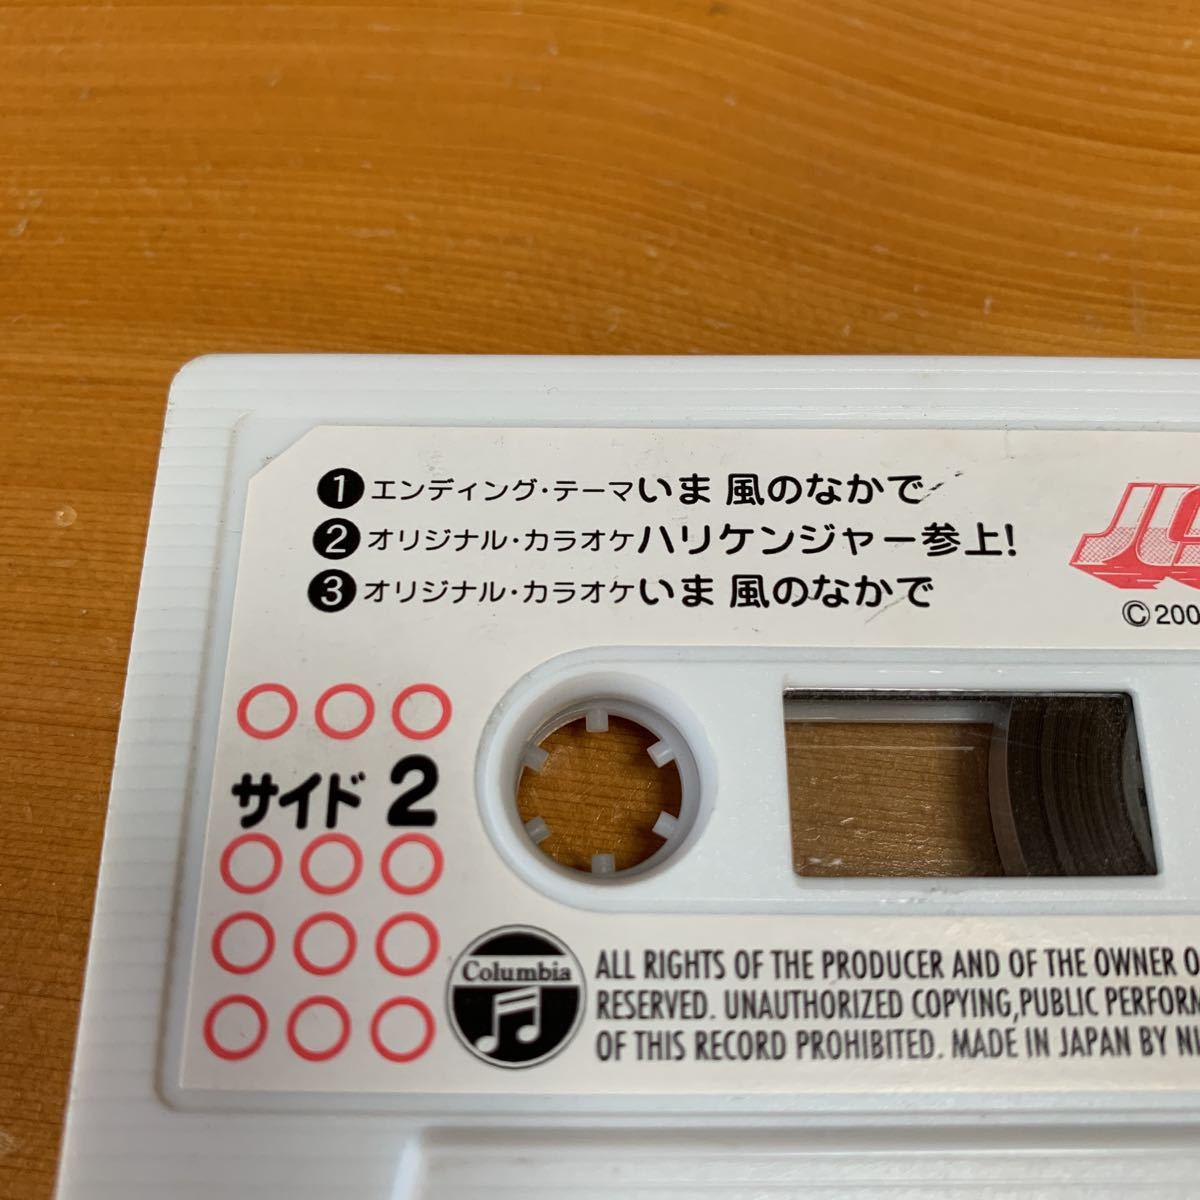 ❶エンディング・テーマいま 風のなかで
❷オリジナル・カラオケハリケンジャー参上!
❸オリジナル・カラオケいま 風のなかで
©200
サイド 2
Columbia
ALL RIGHTS OF THE PRODUCER AND OF THE OWNER O
RESERVED. UNAUTHORIZED COPYING,PUBLIC PERFORM
OF THIS RECORD PROHIBITED. MADE IN JAPAN BY NI